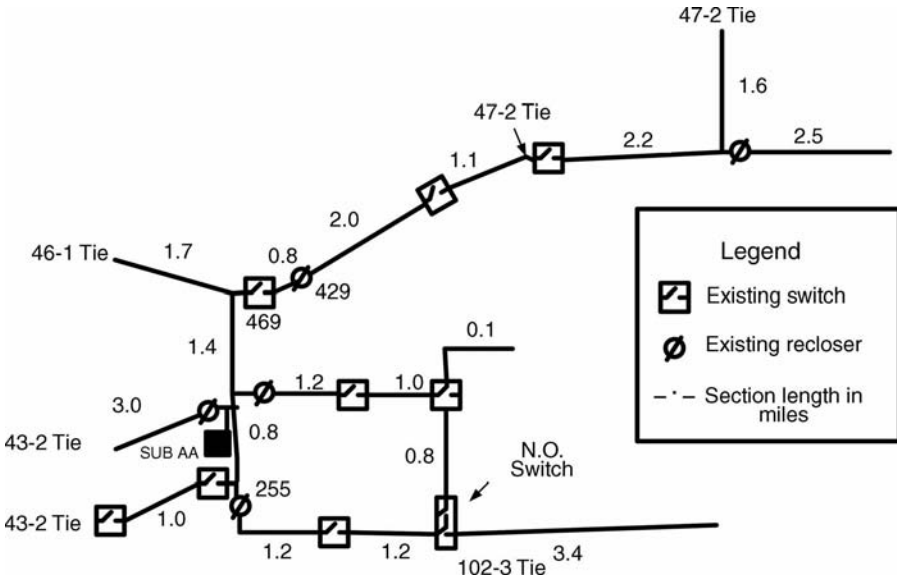 47-2 Tie
1.6
47-2 Tie
2.2
2.5
1.1
2.0
46-1 Tie
1.7
0.8
429
469
Legend
Existing switch
Existing recloser
Section length in
miles
1.4
0.1
1.2
1.0
3.0
0.8
43-2 Tie
SUB AA
0.8
N.O.
Switch
255
43-2 Tie
1.0
1.2
1.2
3.4
102-3 Tie